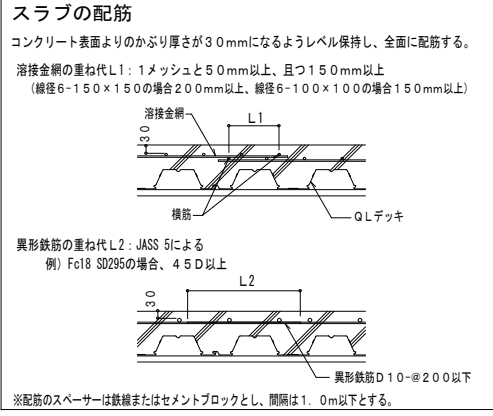 スラブの配筋
コンクリート表面よりのかぶり厚さが30mmになるようレベル保持し、全面に配筋する。
溶接金網の重ね代L1：1メッシュと50mm以上、且つ150mm以上
（線径6-150×150の場合200mm以上、線径6-100×100の場合150mm以上）
溶接金網
L1
30
横筋
QLデッキ
異形鉄筋の重ね代L2：JASS 5による
例）Fc18 SD295の場合、45D以上
L2
30
異形鉄筋D10-@200以下
※配筋のスペーサーは鉄線またはセメントブロックとし、間隔は1．0m以下とする。